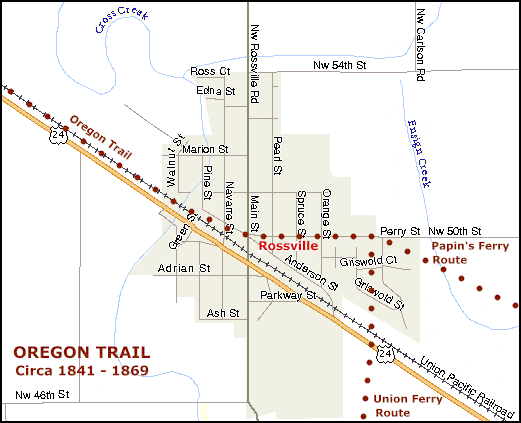 Cross Creek
Nw Rossville Rd
Nw Carlson Rd
Ross Ct
Nw 54th St
Edna St
Oregon Trail
24
Ensign Creek
Walnut St
Marion St
Pearl St
Pine St
Navarre St
Main St
Spruce St
Orange St
Green St
Perry St
Nw 50th St
Rossville
Papin's Ferry
Route
Griswold Ct
Anderson St
Adrian St
Griswold St
Parkway St
Ash St
OREGON TRAIL
Circa 1841 - 1869
24
Union Pacific Railroad
Nw 46th St
Union Ferry
Route